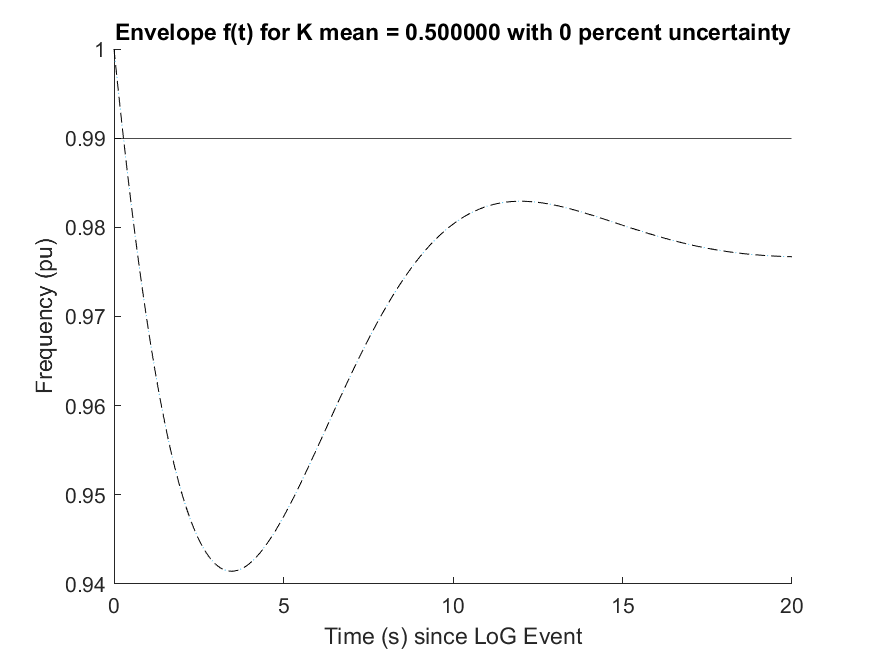 Envelope f(t) for K mean = 0.500000 with 0 percent uncertainty
1
0.99
0.98
0.97
0.96
0.95
0.94
Frequency (pu)
0 5 10 15 20
Time (s) since LoG Event